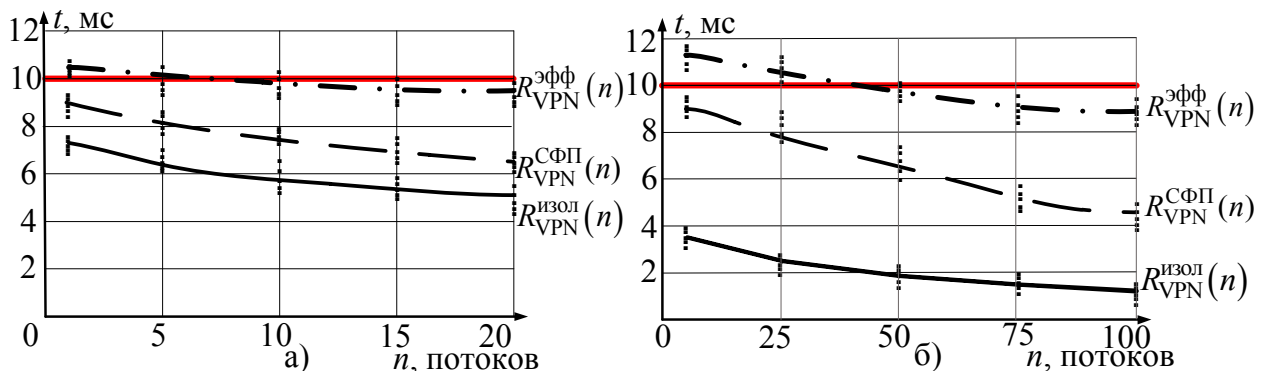 12
t, мс
10
8
6
4
2
0
5
10
15
20
а)
n, потоков
R^эфф_VPN(n)
R^СФП_VPN(n)
R^изол_VPN(n)
12
t, мс
10
8
6
4
2
0
25
50
75
100
б)
n, потоков
R^эфф_VPN(n)
R^СФП_VPN(n)
R^изол_VPN(n)